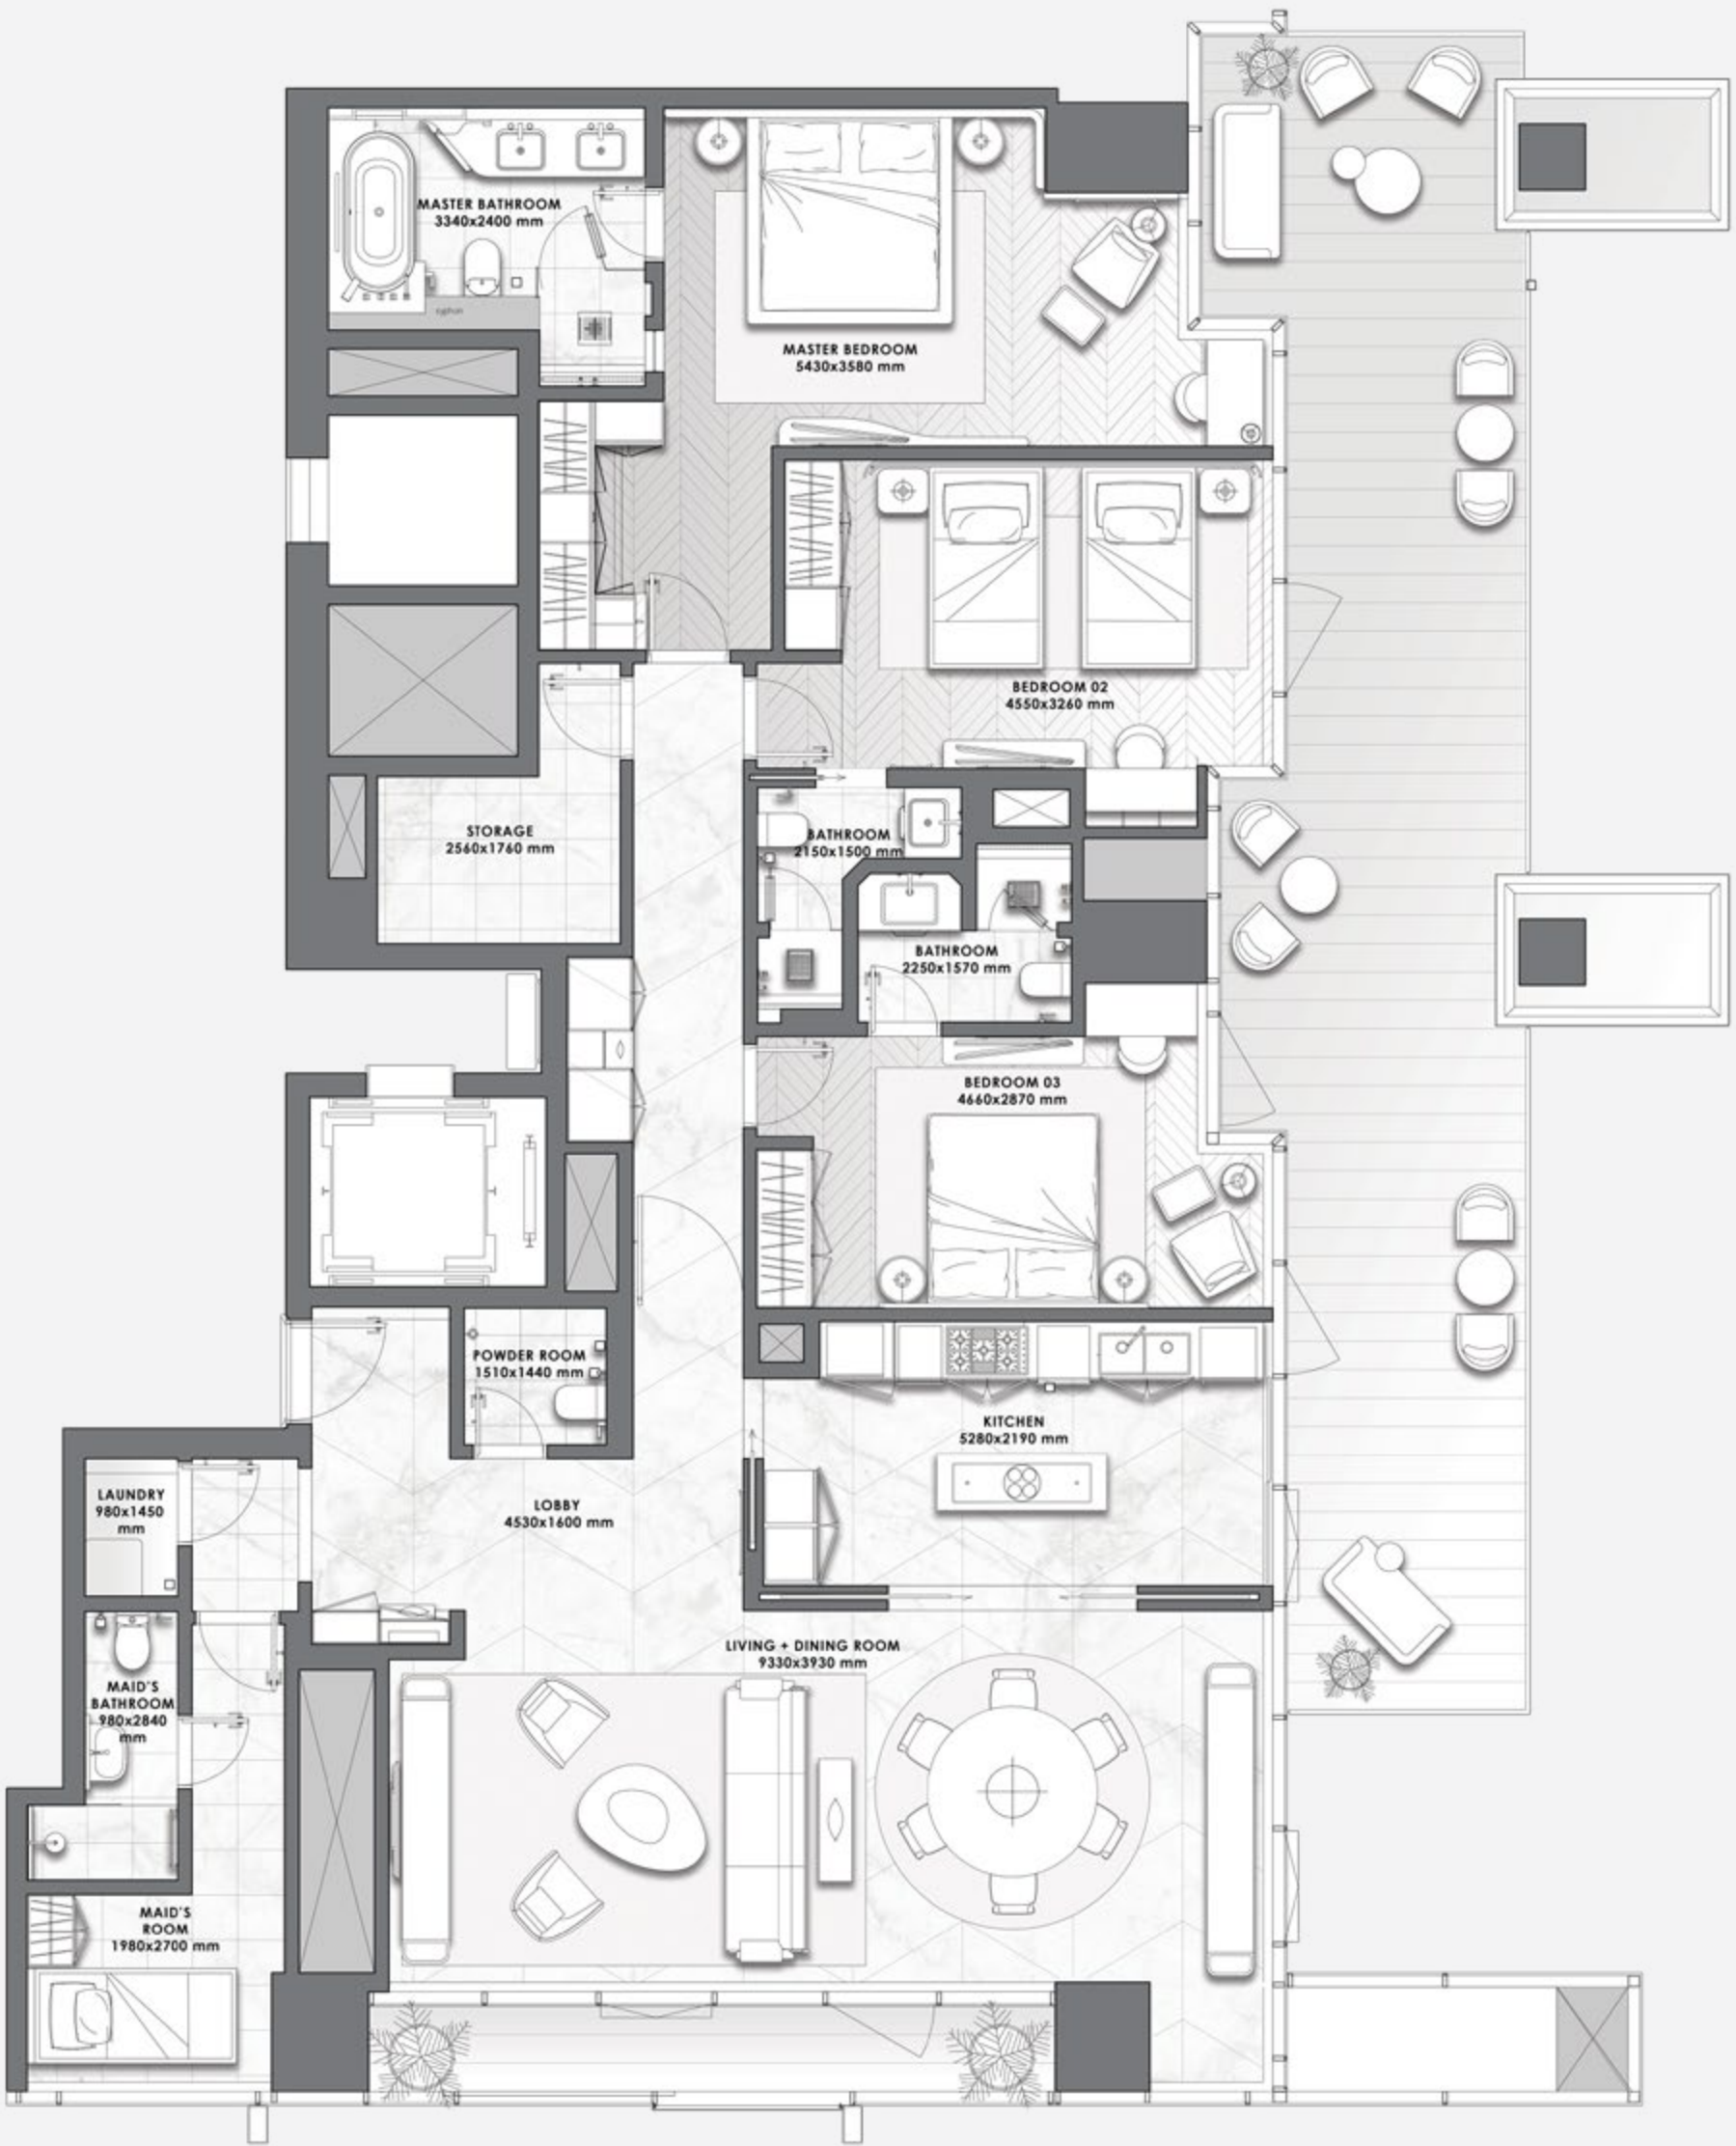 MASTER BATHROOM
3340x2400 mm
syphon
MASTER BEDROOM
5430x3580 mm
BEDROOM 02
4550x3260 mm
STORAGE
2560x1760 mm
BATHROOM
2150x1500 mm
BATHROOM
2250x1570 mm
BEDROOM 03
4660x2870 mm
POWDER ROOM
1510x1440 mm
KITCHEN
5280x2190 mm
LAUNDRY
980x1450
mm
LOBBY
4530x1600 mm
LIVING + DINING ROOM
9330x3930 mm
MAID'S
BATHROOM
980x2840
mm
MAID'S
ROOM
1980x2700 mm